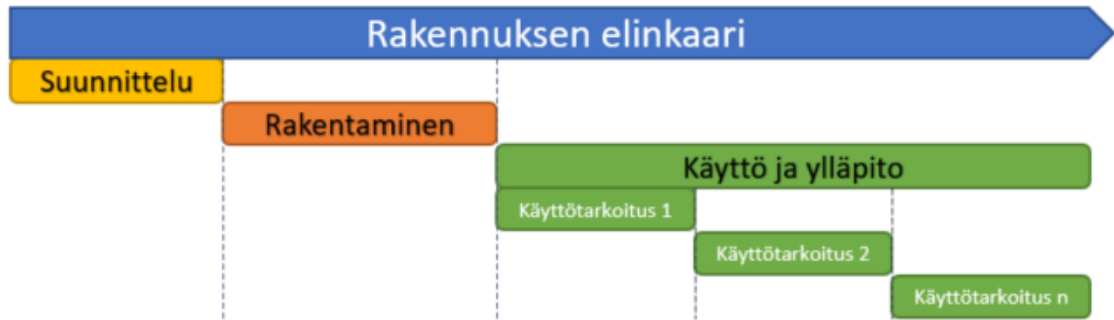 Rakennuksen elinkaari
Suunnittelu
Rakentaminen
Käyttö ja ylläpito
Käyttötarkoitus 1
Käyttötarkoitus 2
Käyttötarkoitus n